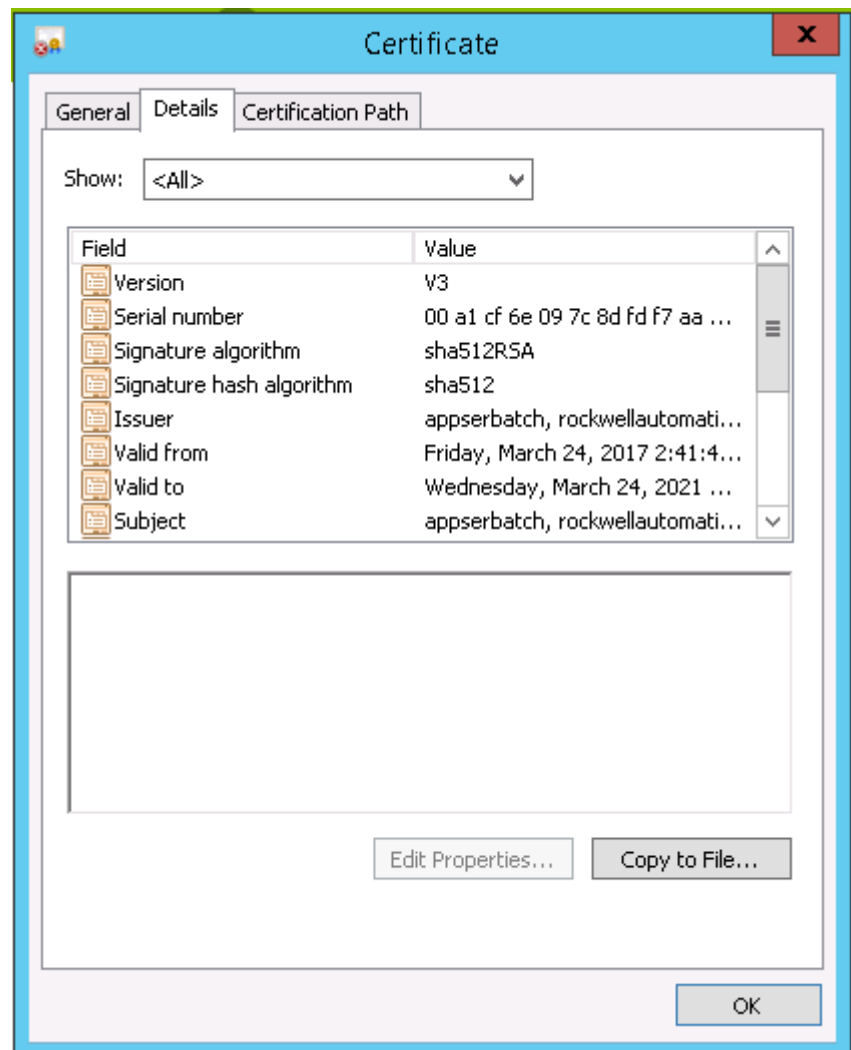 Certificate
x
General Details Certification Path
Show: <All>
Field Value
Version V3
Serial number 00 a1 cf 6e 09 7c 8d fd f7 aa ...
Signature algorithm sha512RSA
Signature hash algorithm sha512
Issuer appserbatch, rockwellautomati...
Valid from Friday, March 24, 2017 2:41:4...
Valid to Wednesday, March 24, 2021 ...
Subject appserbatch, rockwellautomati...
Edit Properties...
Copy to File...
OK